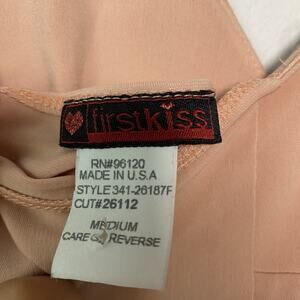 firstkiss
RN#96120
MADE IN U.S.A
STYLE 341-26187F
CUT#26112
MEDIUM
CARE ON REVERSE